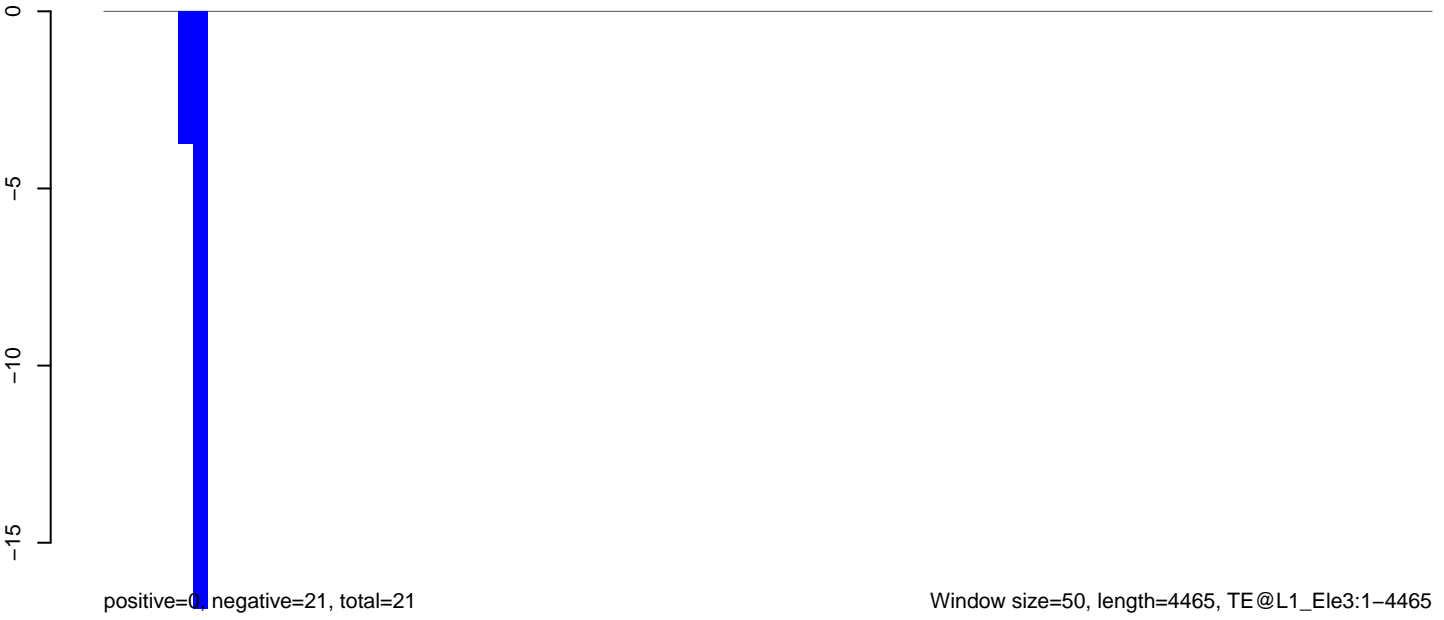 0
−5
−10
−15
positive=0, negative=21, total=21
Window size=50, length=4465, TE@L1_Ele3:1−4465